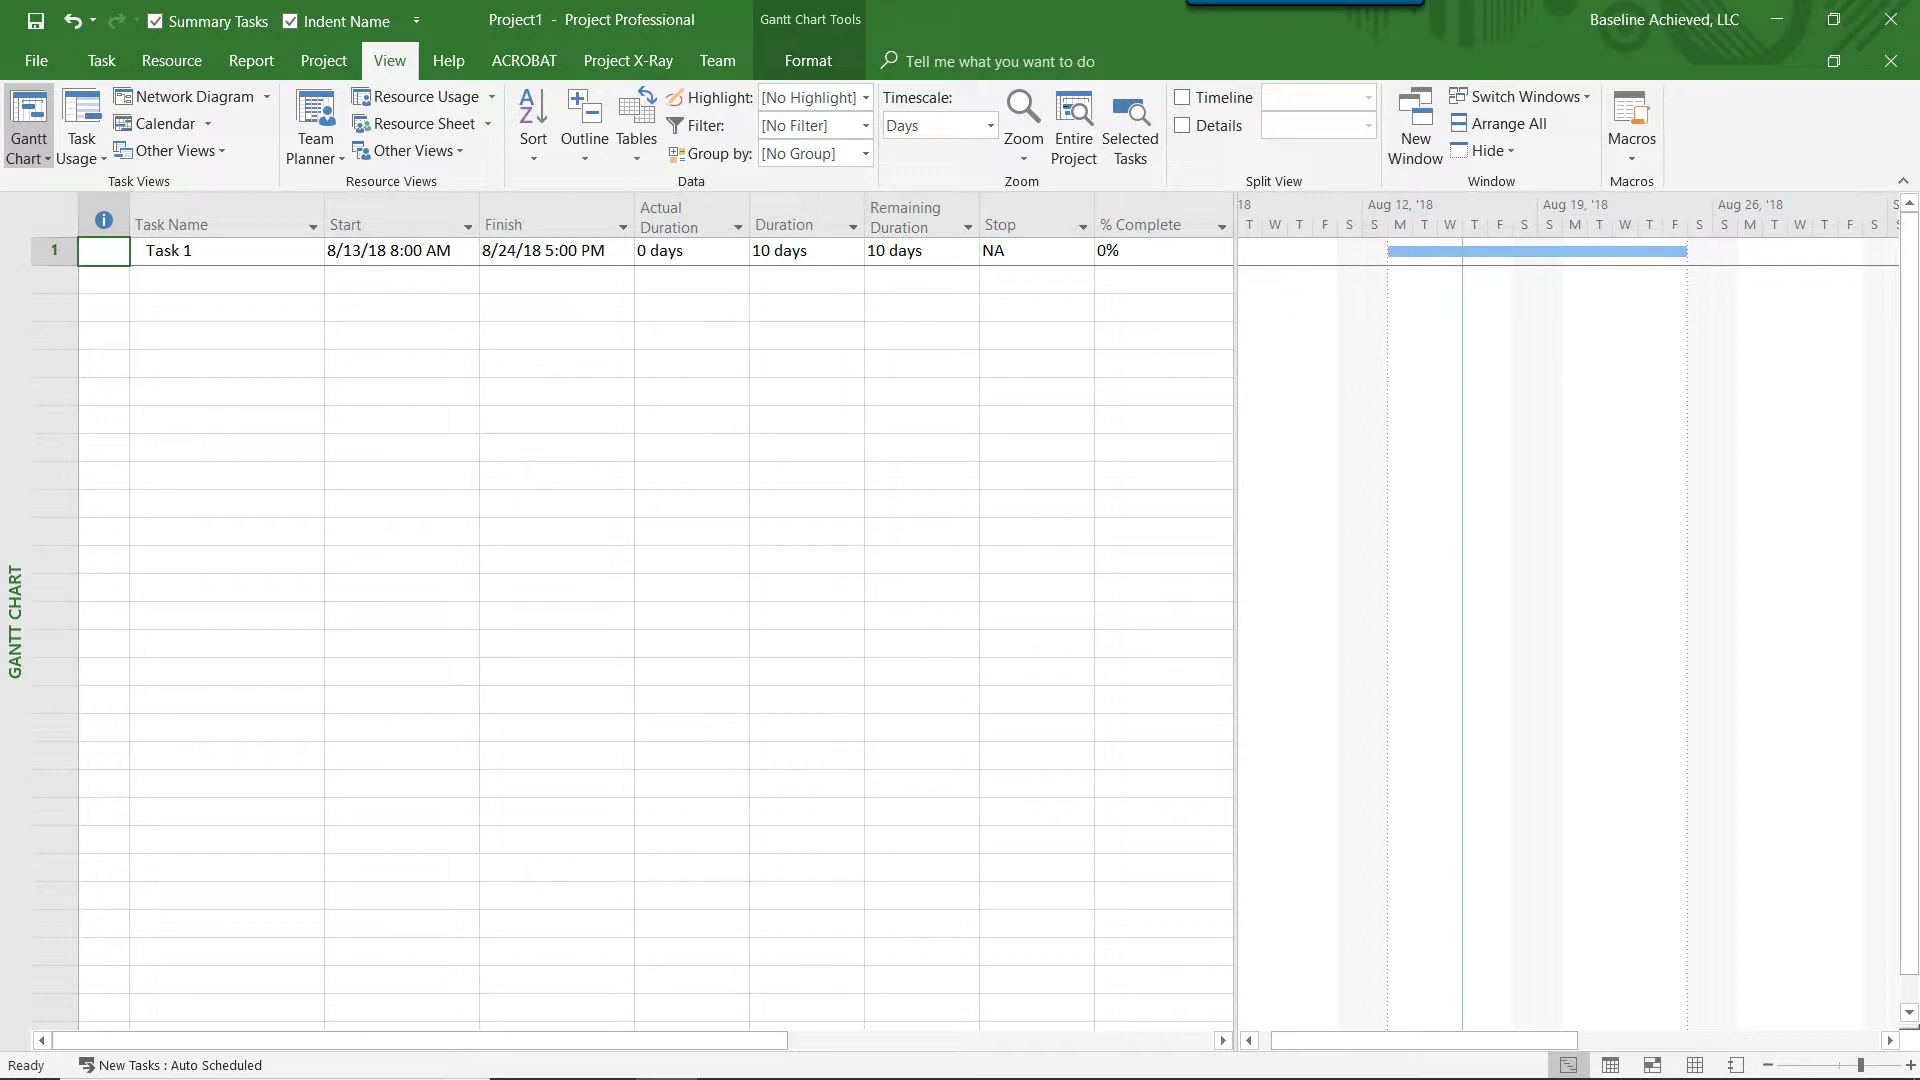 Summary Tasks Indent Name Project1 - Project Professional Gantt Chart Tools Baseline Achieved, LLC
File Task Resource Report Project View Help ACROBAT Project X-Ray Team Format Tell me what you want to do
Gantt Chart
Task Usage
Network Diagram
Calendar
Other Views
Task Views
Team Planner
Resource Usage
Resource Sheet
Other Views
Resource Views
Sort
Outline
Tables
Highlight: [No Highlight]
Filter: [No Filter]
Group by: [No Group]
Data
Timescale:
Days
Zoom
Entire Project
Selected Tasks
Zoom
Timeline
Details
Split View
New Window
Switch Windows
Arrange All
Hide
Window
Macros
Macros
Task Name Start Finish Actual Duration Duration Remaining Duration Stop % Complete
18 Aug 12, '18 Aug 19, '18 Aug 26, '18 S
T W T F S S M T W T F S S M T W T F S S M T W T F S S
1 Task 1 8/13/18 8:00 AM 8/24/18 5:00 PM 0 days 10 days 10 days NA 0%
GANTT CHART
Ready New Tasks : Auto Scheduled